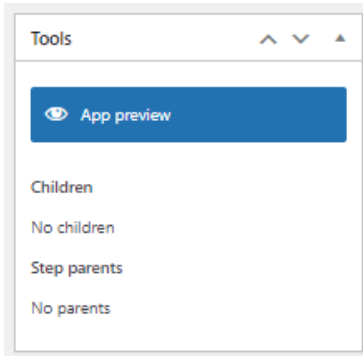 Tools
App preview
Children
No children
Step parents
No parents